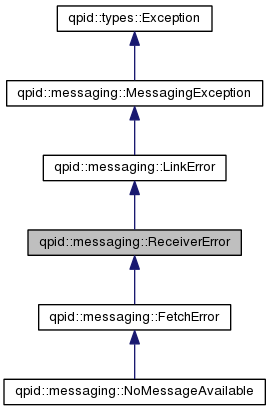 qpid::types::Exception
qpid::messaging::MessagingException
qpid::messaging::LinkError
qpid::messaging::ReceiverError
qpid::messaging::FetchError
qpid::messaging::NoMessageAvailable